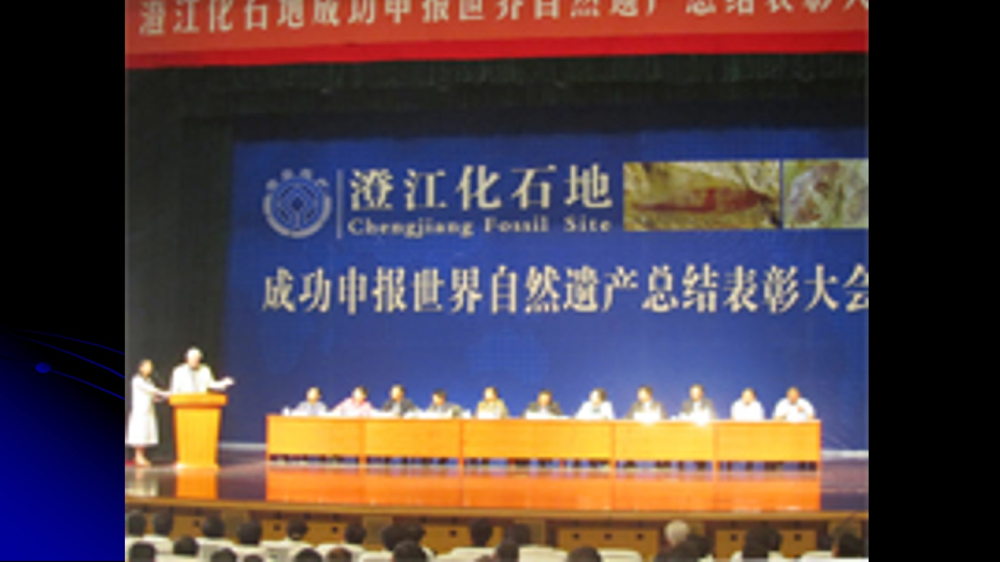 澄江化石地成功申报世界自然遗产总结表彰大
澄江化石地
Chengjiang Fossil Site
成功申报世界自然遗产总结表彰大会